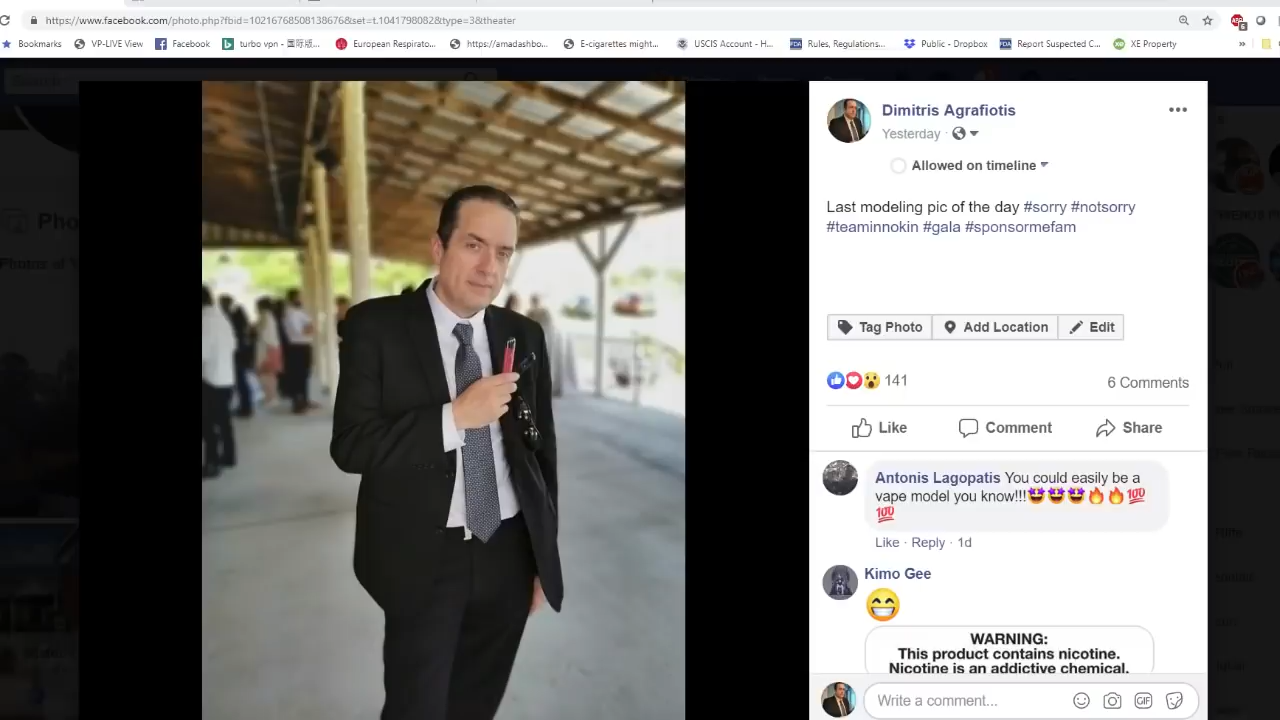 https://www.facebook.com/photo.php?fbid=10216768508138676&set=t.1041798082&type=3&theater
Bookmarks VP-LIVE View Facebook turbo vpn - 国际版... European Respirato... https://amadashbo... E-cigarettes might... USCIS Account - H... Rules, Regulations... Public - Dropbox Report Suspected C... XE Property »
Dimitris Agrafiotis
Yesterday ·
Allowed on timeline
Last modeling pic of the day #sorry #notsorry
#teaminnokin #gala #sponsormefam
Tag Photo Add Location Edit
141 6 Comments
Like Comment Share
Antonis Lagopatis You could easily be a
vape model you know!!!🤩🤩🤩🔥🔥💯
💯
Like · Reply · 1d
Kimo Gee
😁
WARNING:
This product contains nicotine.
Nicotine is an addictive chemical.
Write a comment...
GIF